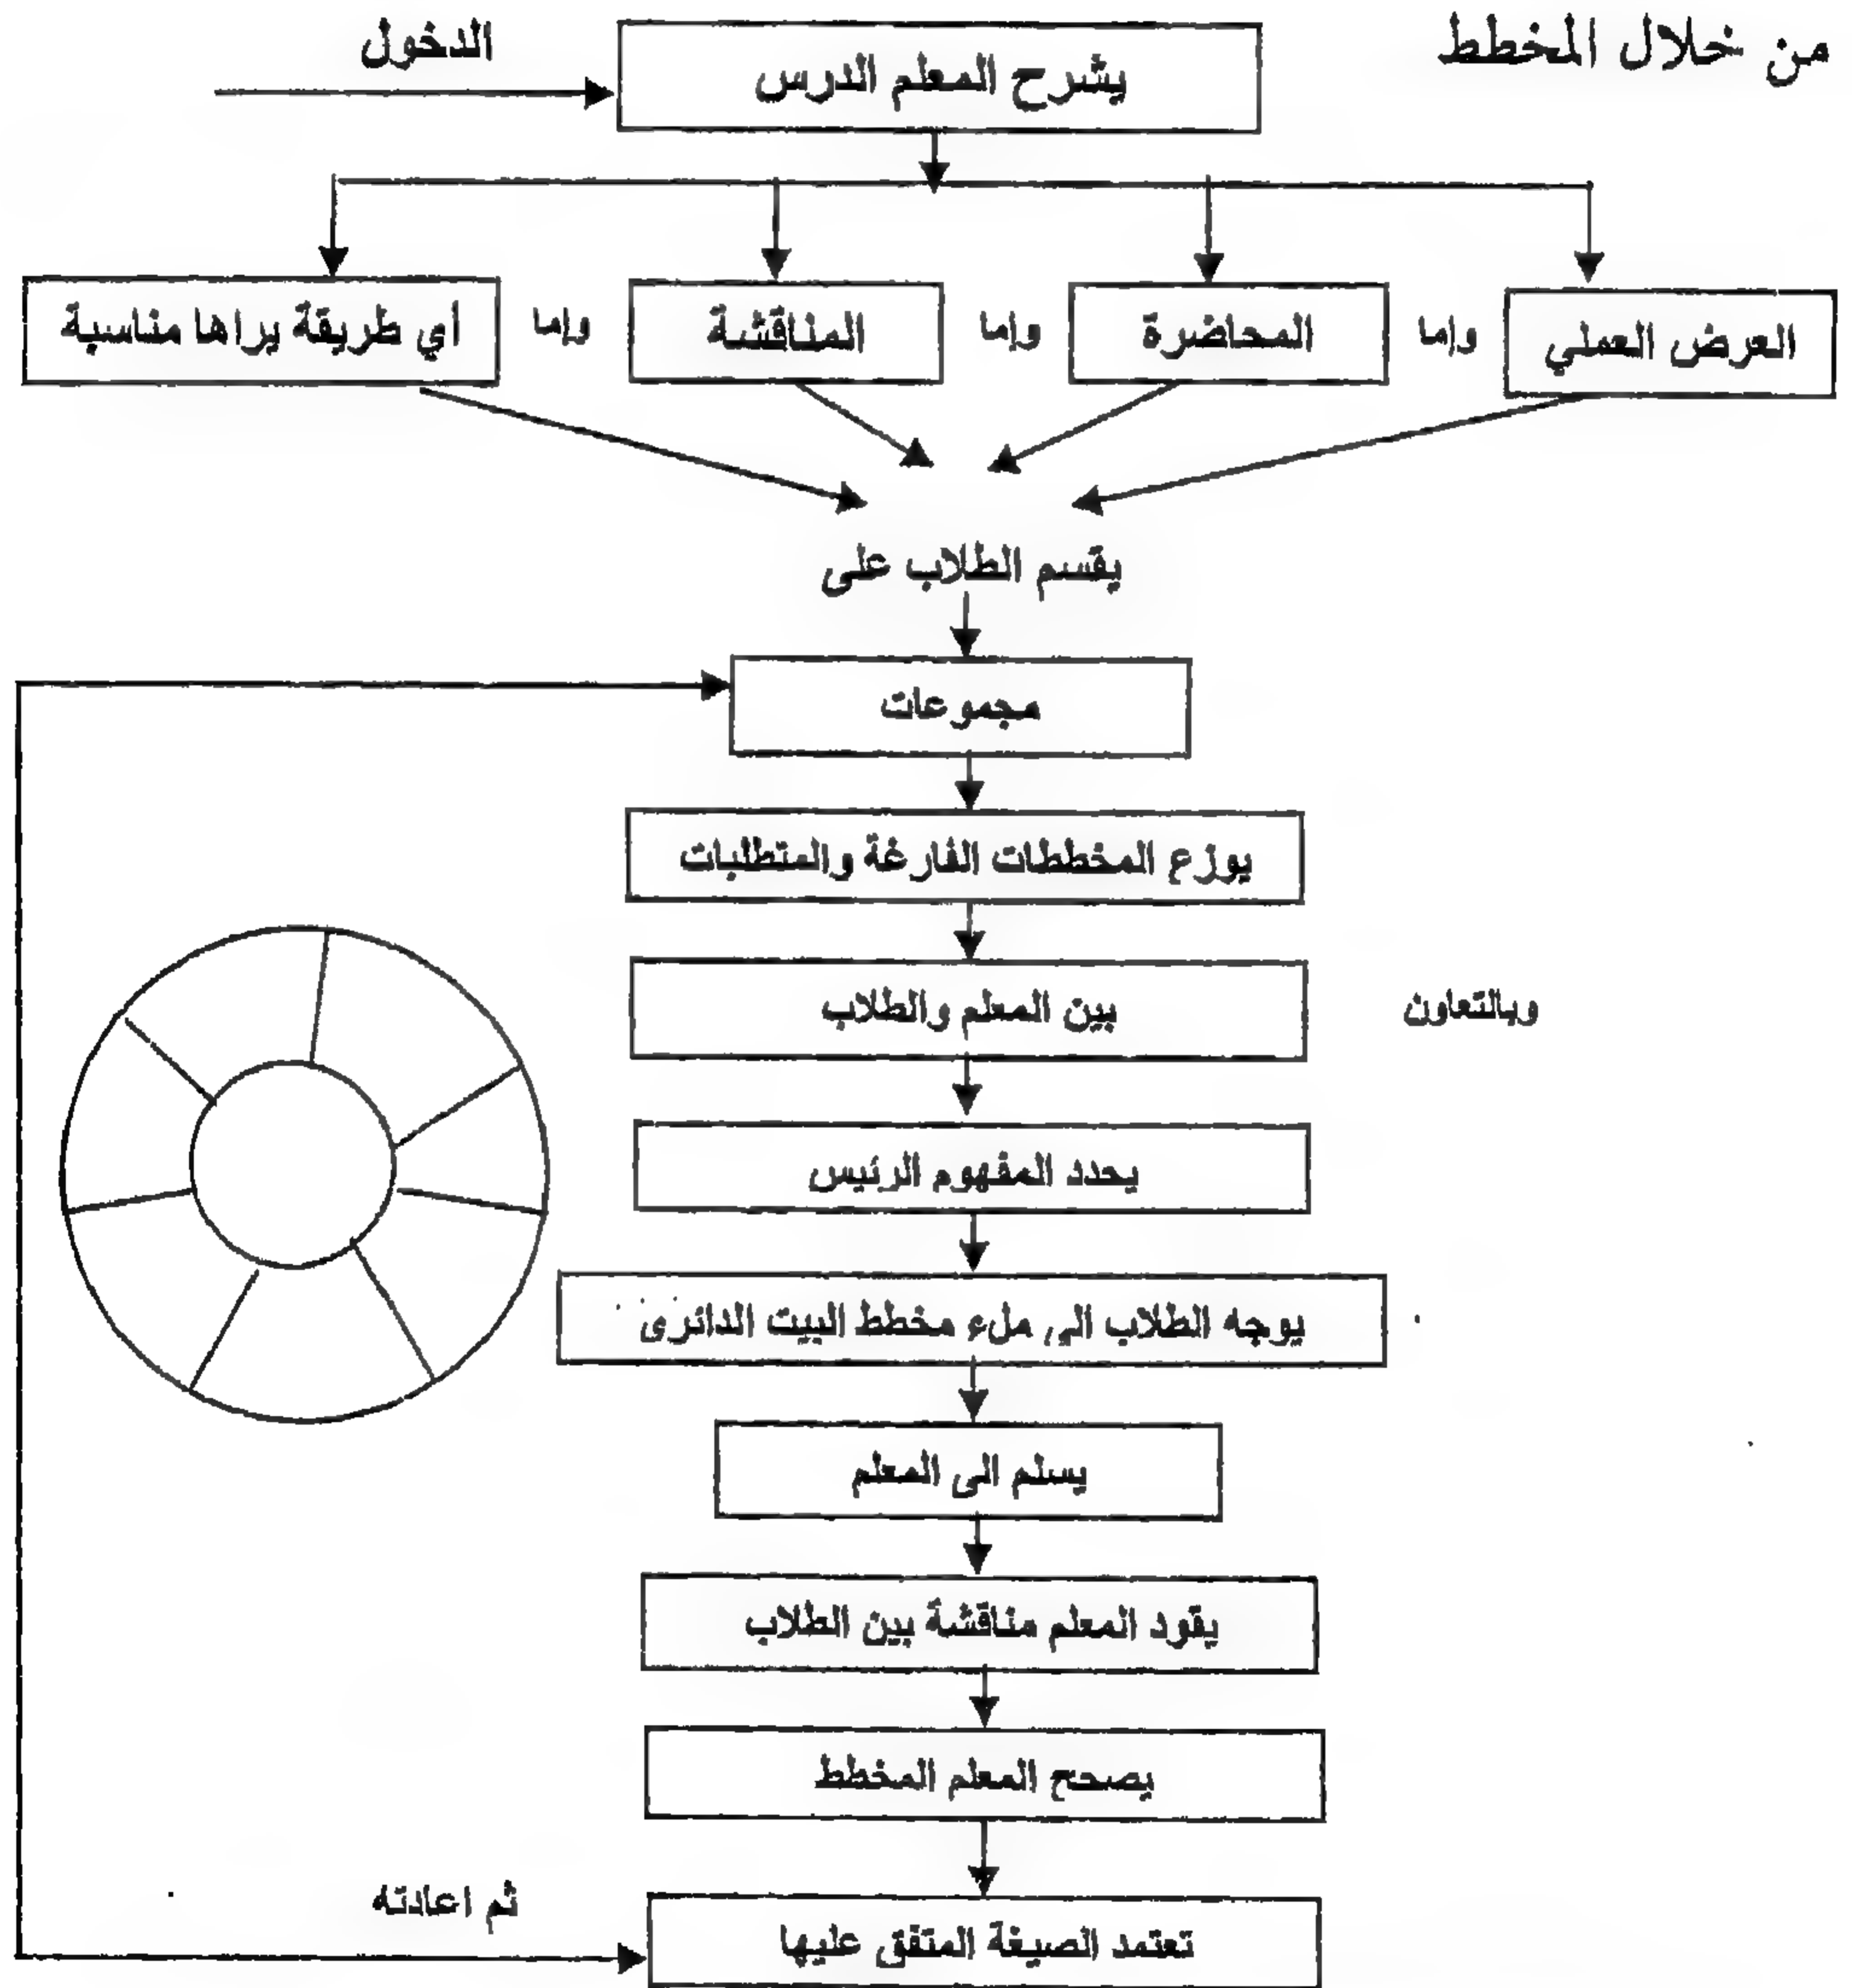 من خلال المخطط
الدخول
يشرح المعلم الدرس
العرض العملي وإما المحاضرة وإما المناقشة وإما أي طريقة يراها مناسبة
يقسم الطلاب على
مجموعات
يوزع المخططات الفارغة والمتطلبات
وبالتعاون بين المعلم والطلاب
يحدد المفهوم الرئيس
يوجه الطلاب الى ملء مخطط البيت الدائرى
يسلم الى المعلم
يقود المعلم مناقشة بين الطلاب
يصحح المعلم المخطط
ثم اعادته
تعتمد الصيغة المتفق عليها